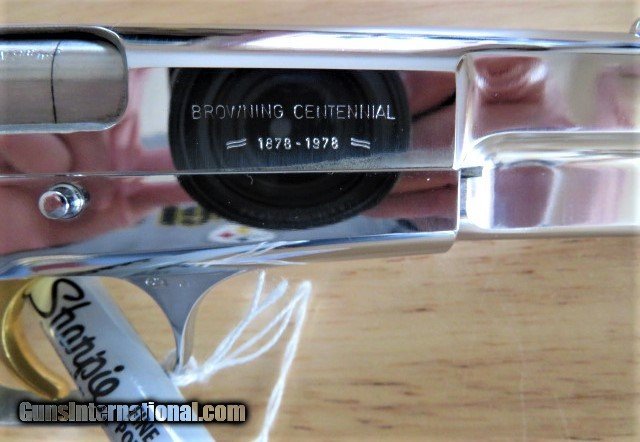 BROWNING CENTENNIAL
1878-1978
Sharpie
GunsInternational.com